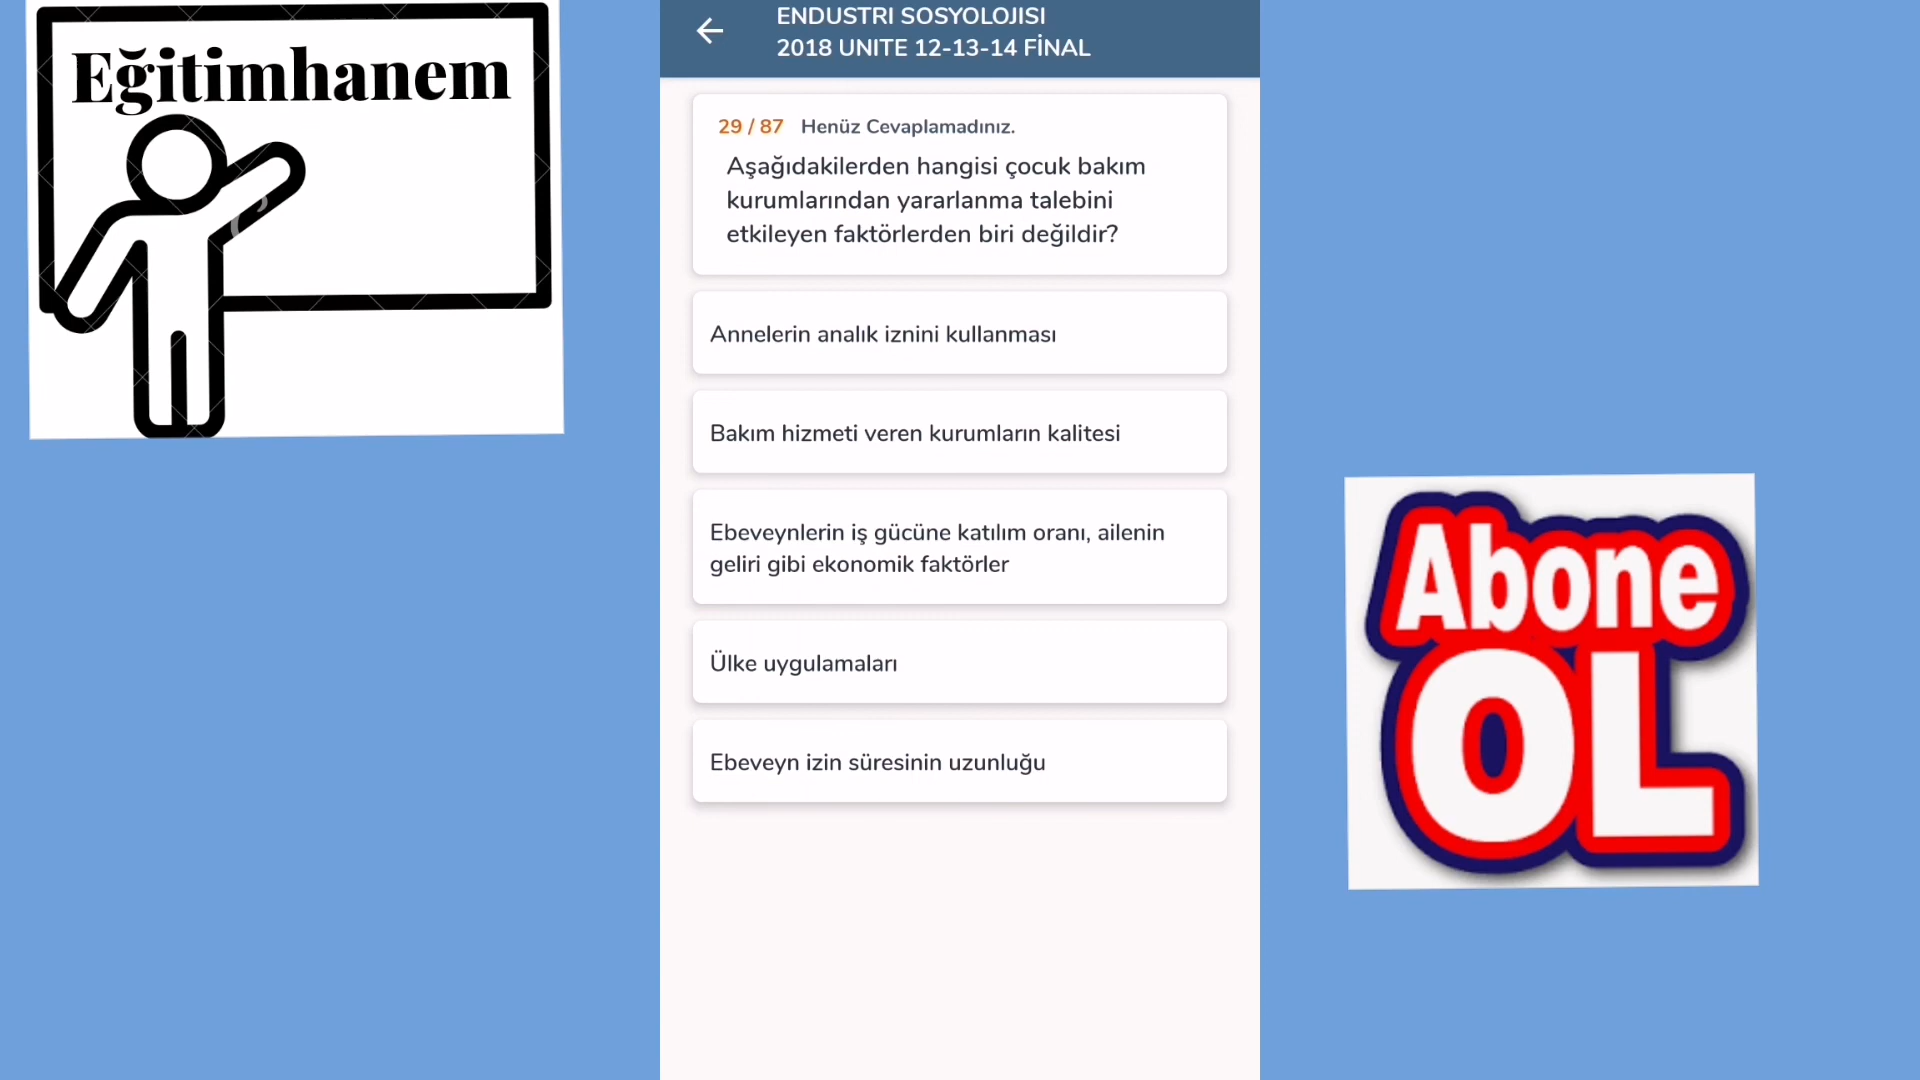 Eğitimhanem
ENDUSTRI SOSYOLOJISI
2018 UNITE 12-13-14 FİNAL
29 / 87 Henüz Cevaplamadınız.
Aşağıdakilerden hangisi çocuk bakım
kurumlarından yararlanma talebini
etkileyen faktörlerden biri değildir?
Annelerin analık iznini kullanması
Bakım hizmeti veren kurumların kalitesi
Ebeveynlerin iş gücüne katılım oranı, ailenin
geliri gibi ekonomik faktörler
Ülke uygulamaları
Ebeveyn izin süresinin uzunluğu
Abone
OL